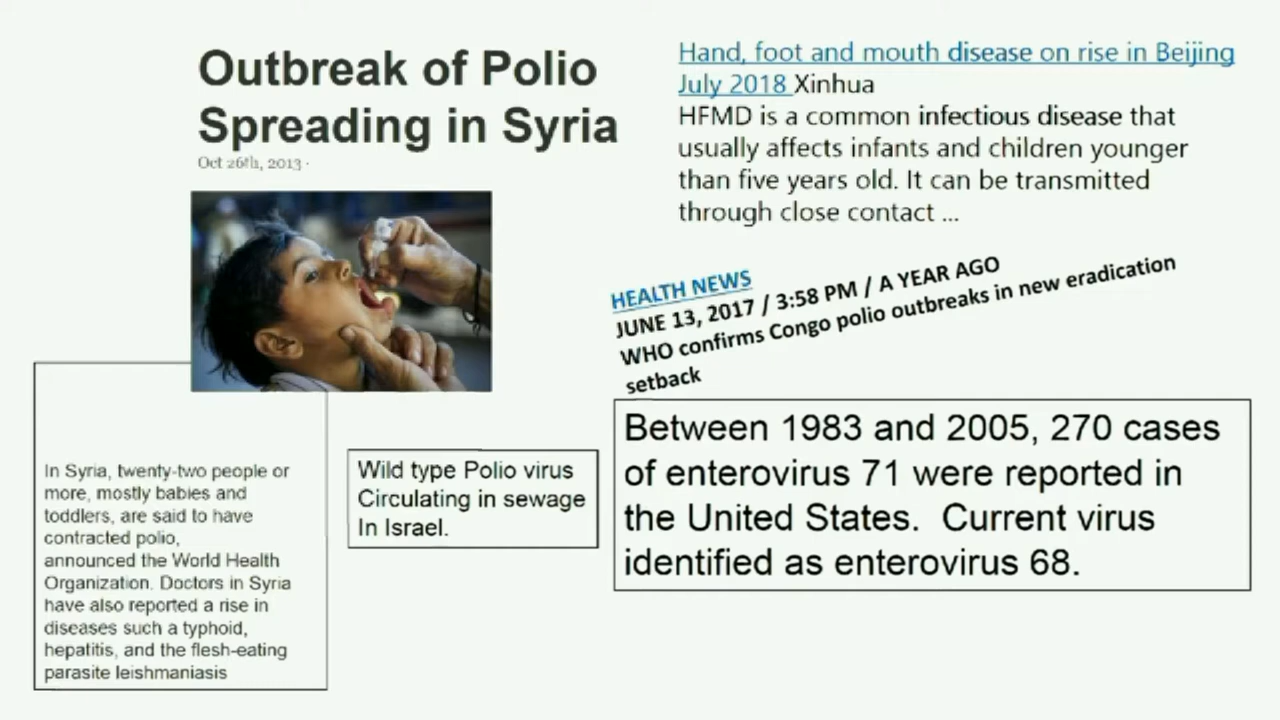 Outbreak of Polio
Spreading in Syria
Oct 26th, 2013 ·
In Syria, twenty-two people or
more, mostly babies and
toddlers, are said to have
contracted polio,
announced the World Health
Organization. Doctors in Syria
have also reported a rise in
diseases such a typhoid,
hepatitis, and the flesh-eating
parasite leishmaniasis
Wild type Polio virus
Circulating in sewage
In Israel.
Hand, foot and mouth disease on rise in Beijing
July 2018 Xinhua
HFMD is a common infectious disease that
usually affects infants and children younger
than five years old. It can be transmitted
through close contact ...
HEALTH NEWS
JUNE 13, 2017 / 3:58 PM / A YEAR AGO
WHO confirms Congo polio outbreaks in new eradication
setback
Between 1983 and 2005, 270 cases
of enterovirus 71 were reported in
the United States.  Current virus
identified as enterovirus 68.